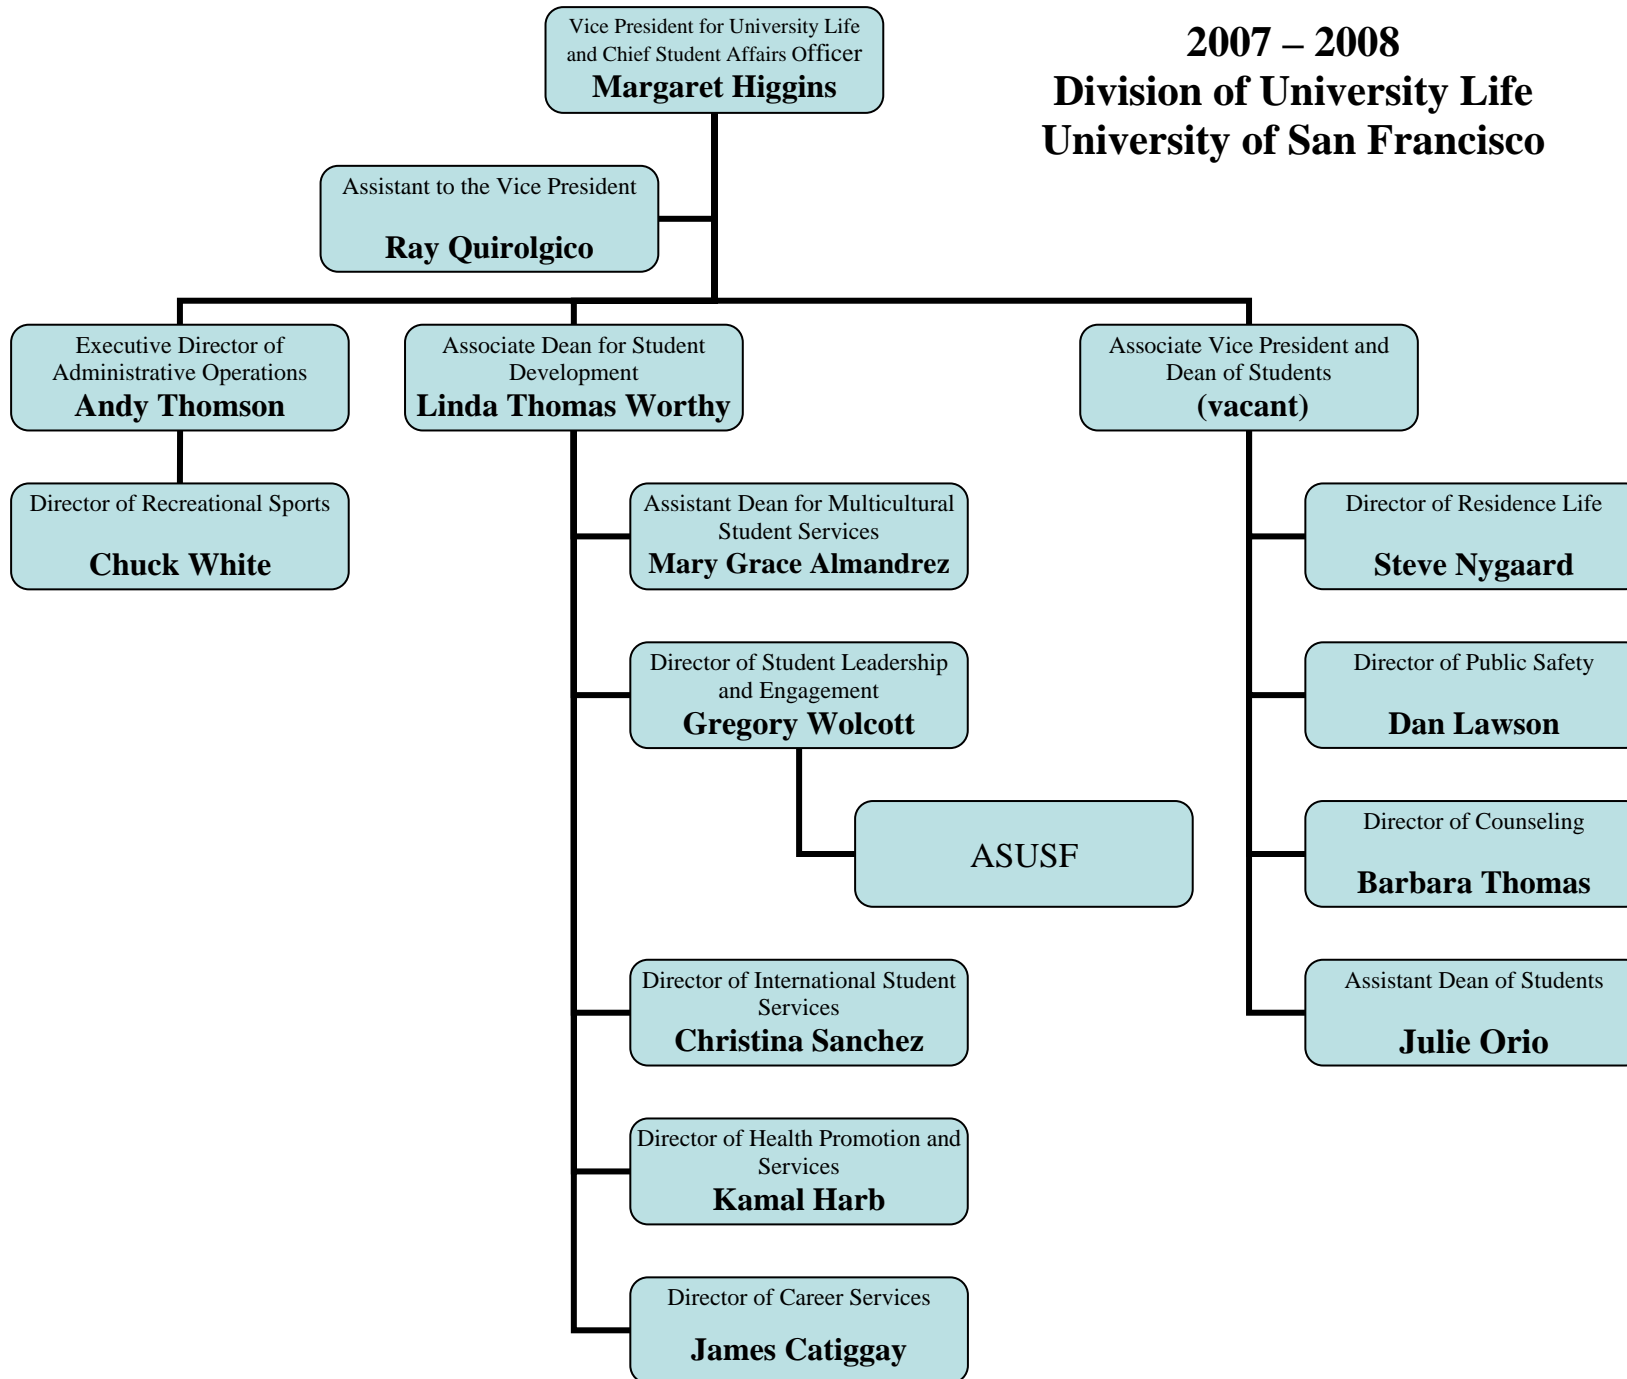 Vice President for University Life
and Chief Student Affairs Officer
Margaret Higgins
2007 – 2008
Division of University Life
University of San Francisco
Assistant to the Vice President
Ray Quirolgico
Executive Director of
Administrative Operations
Andy Thomson
Associate Dean for Student
Development
Linda Thomas Worthy
Associate Vice President and
Dean of Students
(vacant)
Director of Recreational Sports
Chuck White
Assistant Dean for Multicultural
Student Services
Mary Grace Almandrez
Director of Residence Life
Steve Nygaard
Director of Student Leadership
and Engagement
Gregory Wolcott
Director of Public Safety
Dan Lawson
ASUSF
Director of Counseling
Barbara Thomas
Director of International Student
Services
Christina Sanchez
Assistant Dean of Students
Julie Orio
Director of Health Promotion and
Services
Kamal Harb
Director of Career Services
James Catiggay